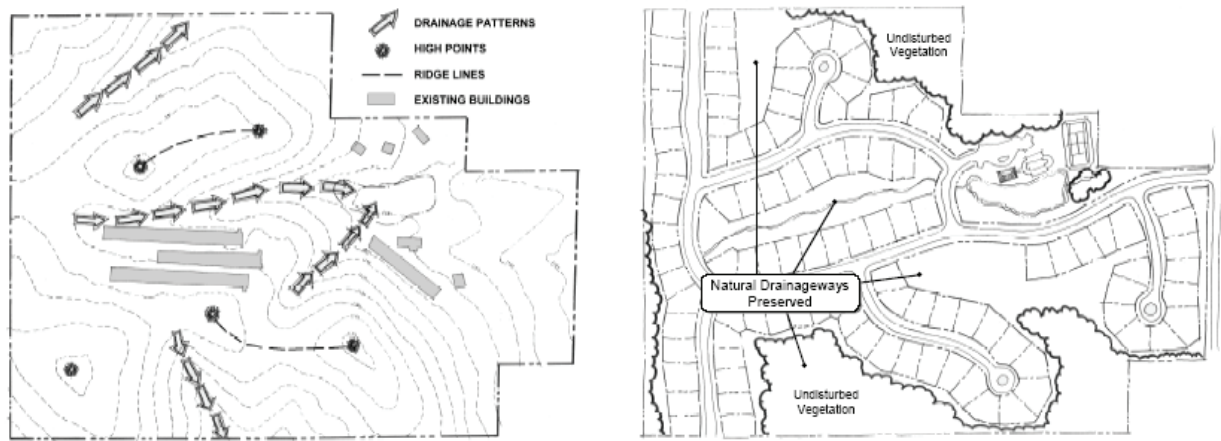 DRAINAGE PATTERNS
HIGH POINTS
RIDGE LINES
EXISTING BUILDINGS
Undisturbed
Vegetation
Natural Drainageways
Preserved
Undisturbed
Vegetation